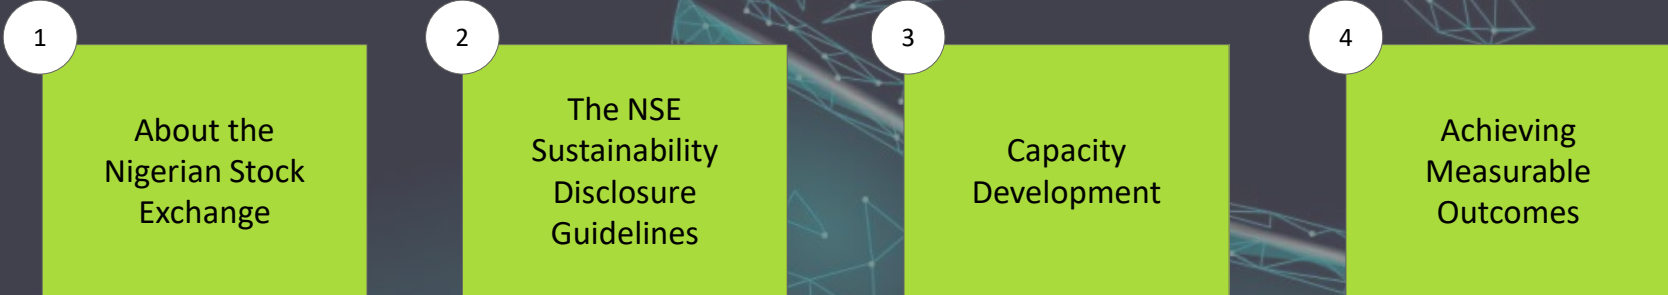 1
About the
Nigerian Stock
Exchange
2
The NSE
Sustainability
Disclosure
Guidelines
3
Capacity
Development
4
Achieving
Measurable
Outcomes